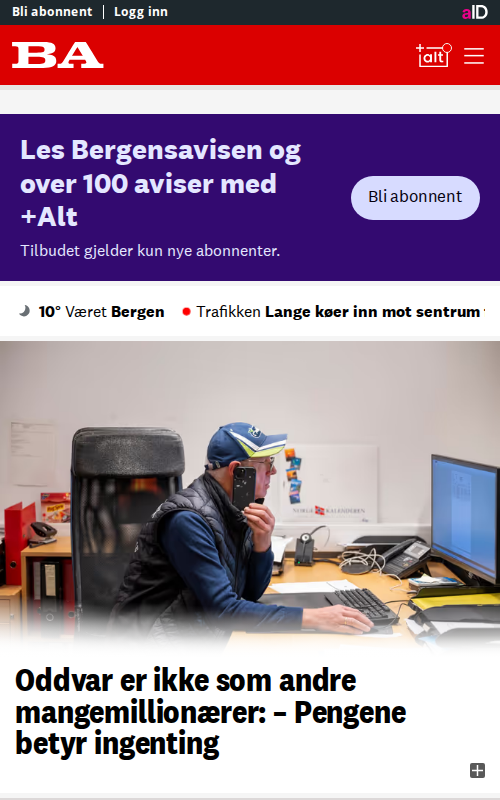 Bli abonnent | Logg inn
aID
BA
+alt
Les Bergensavisen og
over 100 aviser med
+Alt
Bli abonnent
Tilbudet gjelder kun nye abonnenter.
10° Været Bergen
Trafikken Lange køer inn mot sentrum
NORGE KALENDEREN
Oddvar er ikke som andre
mangemillionærer: – Pengene
betyr ingenting